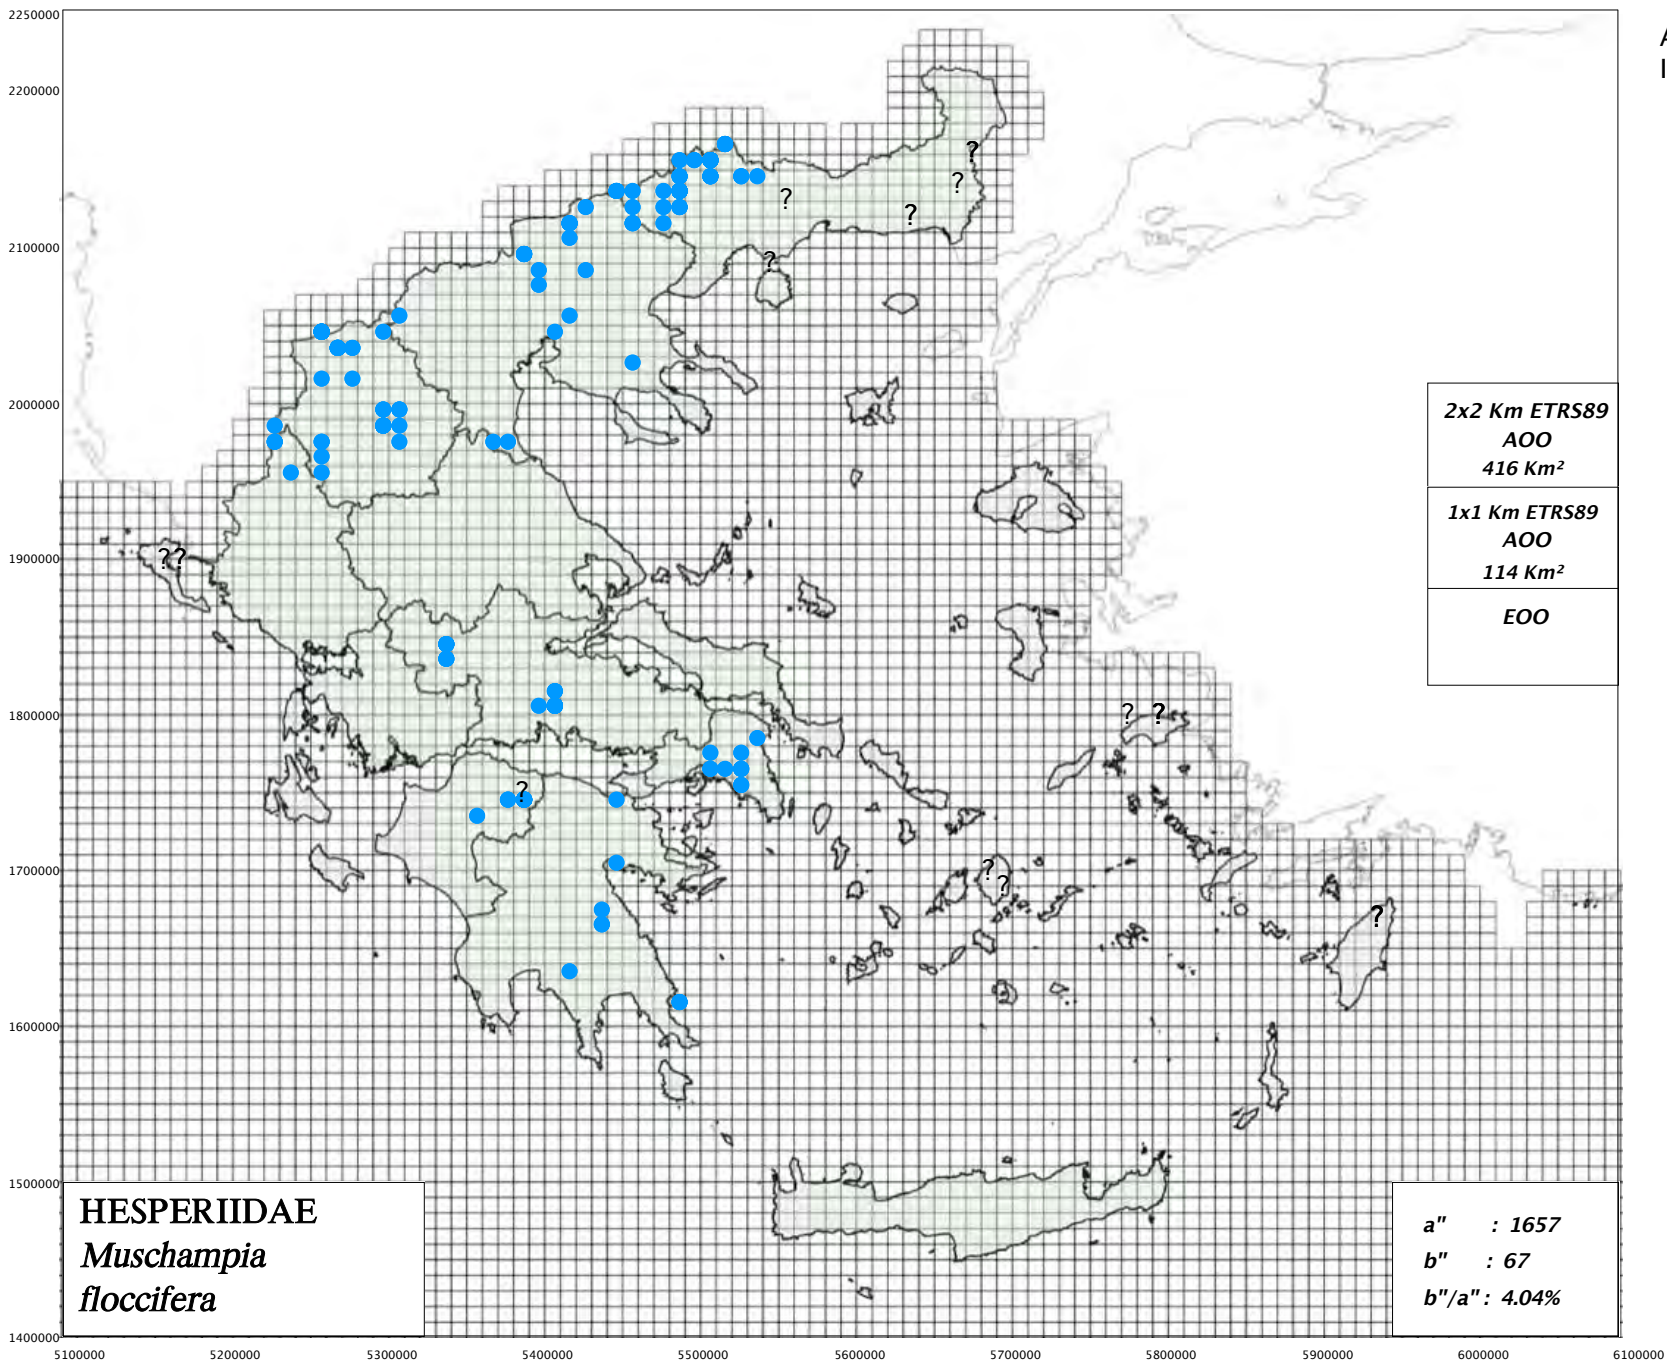 2250000
A
I
2200000
?
?
?
?
2100000
?
2000000
2x2 Km ETRS89
AOO
416 Km²
1x1 Km ETRS89
AOO
114 Km²
EOO
1900000
??
1800000
? ?
?
1700000
?
?
?
1600000
1500000
HESPERIIDAE
Muschampia
floccifera
a" : 1657
b" : 67
b"/a" : 4.04%
1400000
5100000 5200000 5300000 5400000 5500000 5600000 5700000 5800000 5900000 6000000 6100000